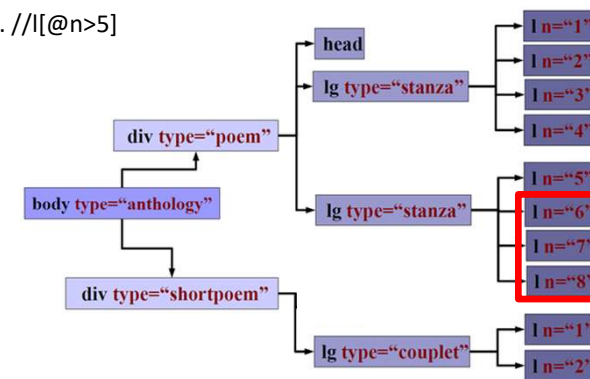 . //l[@n>5]
head
lg type=“stanza”
l n=“1”
l n=“2”
l n=“3”
l n=“4”
div type=“poem”
body type=“anthology”
lg type=“stanza”
l n=“5”
l n=“6”
l n=“7”
l n=“8”
div type=“shortpoem”
lg type=“couplet”
l n=“1”
l n=“2”